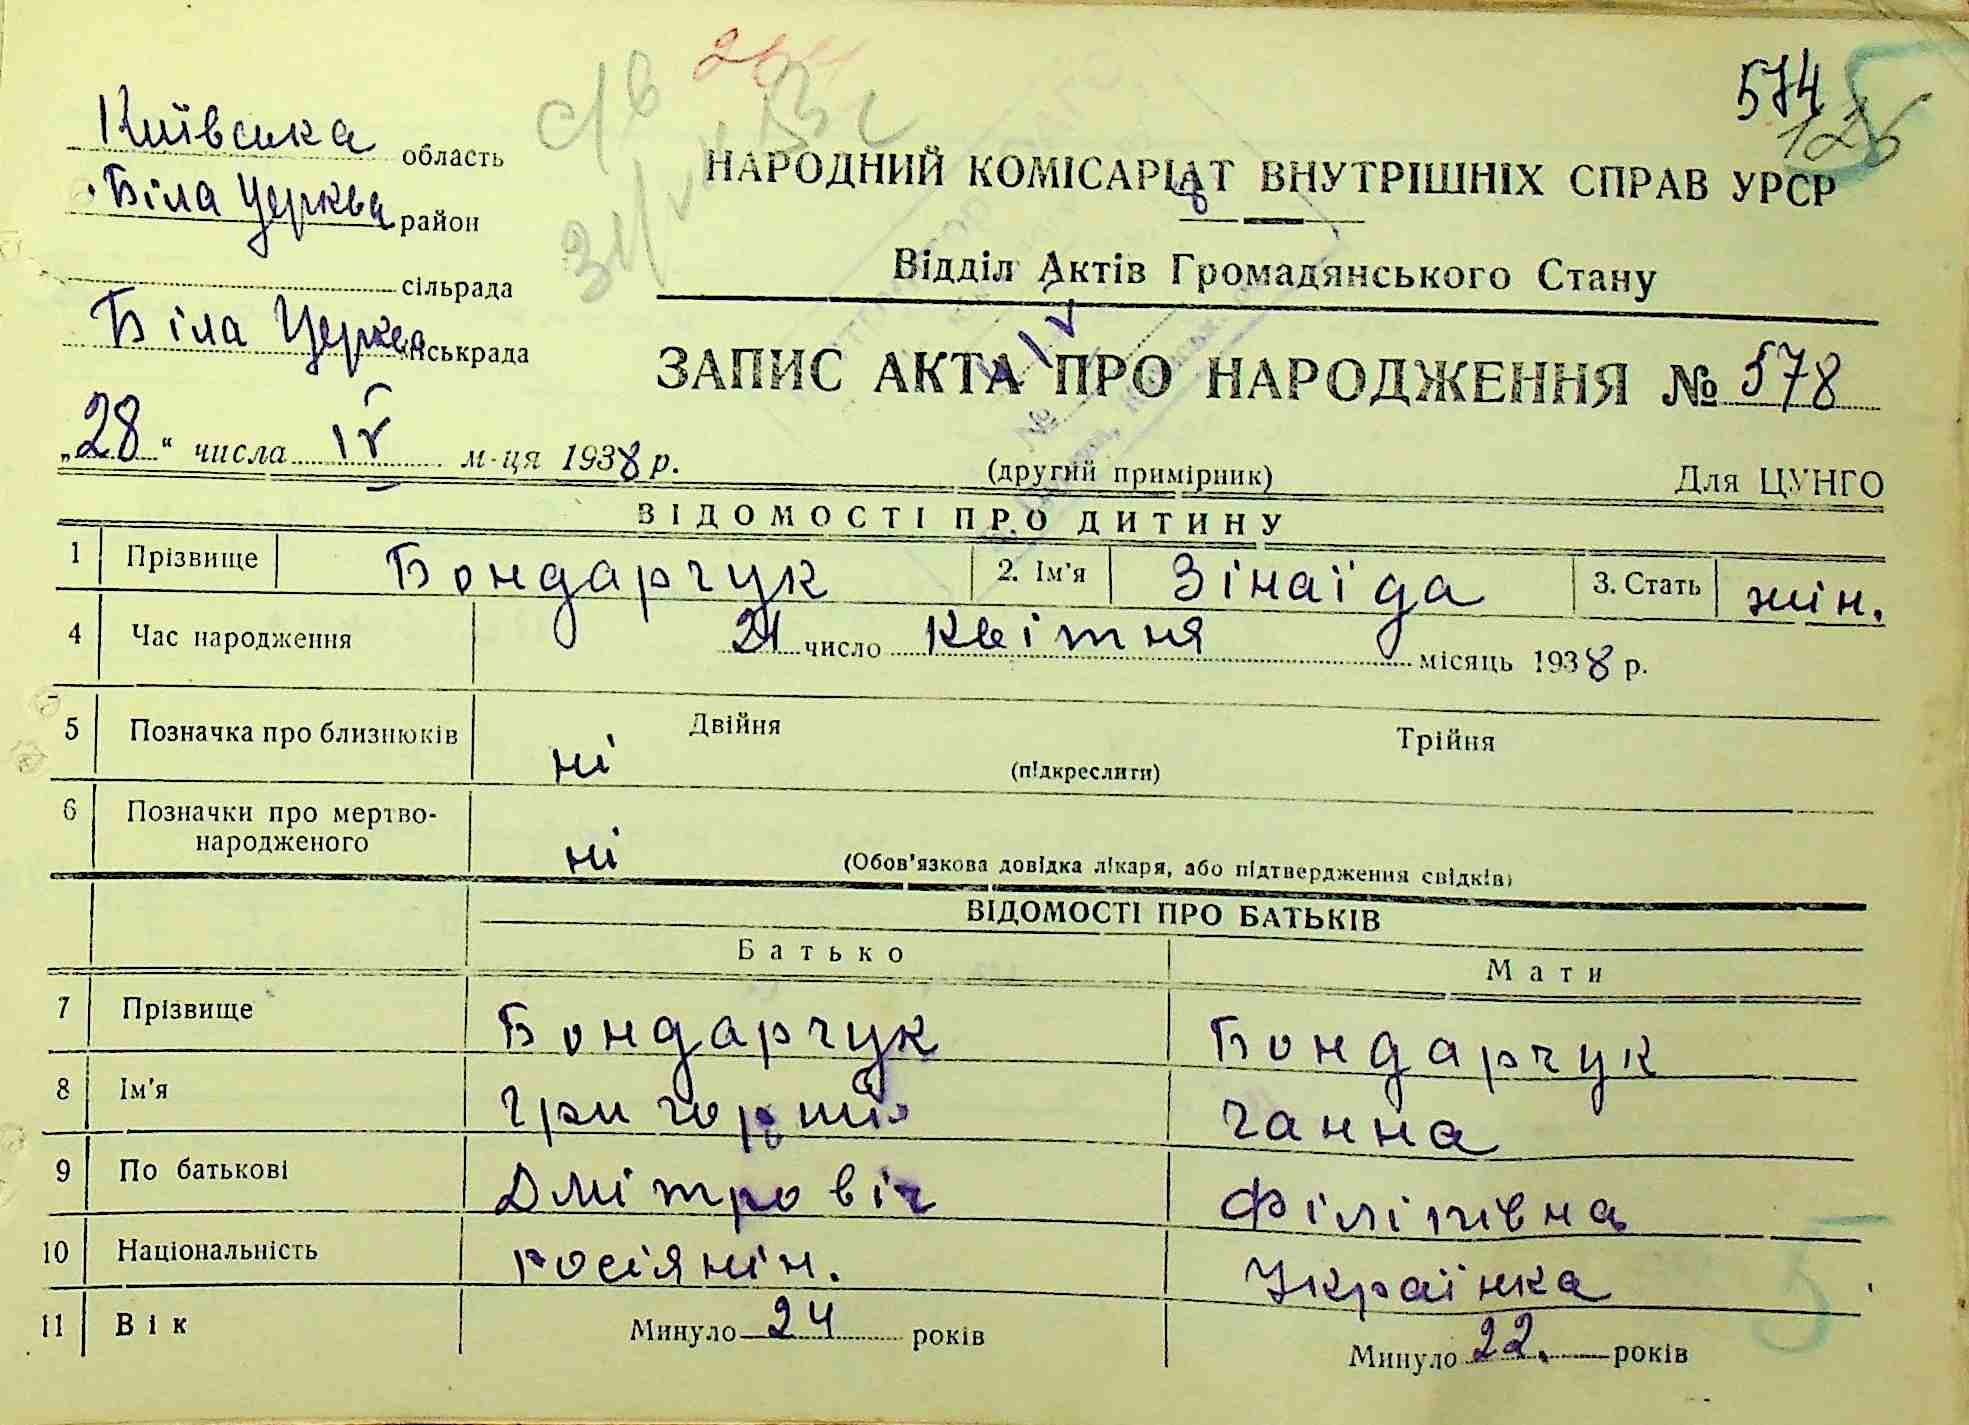 574
126
Київська область
Біла Церква район
сільрада
Біла Церква міськрада
НАРОДНИЙ КОМІСАРІАТ ВНУТРІШНІХ СПРАВ УРСР
Відділ Актів Громадянського Стану
ЗАПИС АКТА ПРО НАРОДЖЕННЯ № 578
„28“ числа IV м-ця 1938 р.
(другий примірник) Для ЦУНГО
ВІДОМОСТІ ПРО ДИТИНУ
1 Прізвище Бондарчук 2. Ім'я Зінаїда 3. Стать жін.
4 Час народження 21 число Квітня місяць 1938 р.
5 Позначка про близнюків ні Двійня Трійня
(підкреслити)
6 Позначки про мертво-
народженого ні (Обов'язкова довідка лікаря, або підтвердження свідків)
ВІДОМОСТІ ПРО БАТЬКІВ
Батько Мати
7 Прізвище Бондарчук Бондарчук
8 Ім'я Григорий Ганна
9 По батькові Дмітровіч Філіпівна
10 Національність росіянін. Українка
11 Вік Минуло 24 років Минуло 22. років